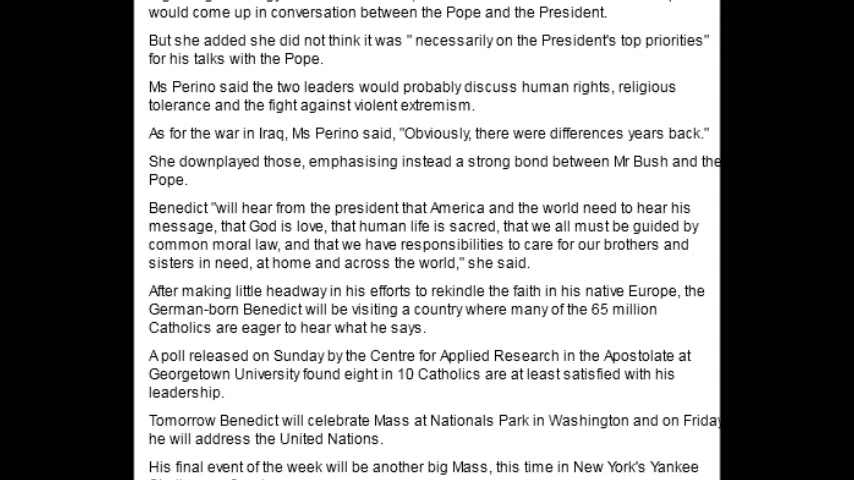 would come up in conversation between the Pope and the President.
But she added she did not think it was " necessarily on the President's top priorities"
for his talks with the Pope.
Ms Perino said the two leaders would probably discuss human rights, religious
tolerance and the fight against violent extremism.
As for the war in Iraq, Ms Perino said, "Obviously, there were differences years back."
She downplayed those, emphasising instead a strong bond between Mr Bush and the
Pope.
Benedict "will hear from the president that America and the world need to hear his
message, that God is love, that human life is sacred, that we all must be guided by
common moral law, and that we have responsibilities to care for our brothers and
sisters in need, at home and across the world," she said.
After making little headway in his efforts to rekindle the faith in his native Europe, the
German-born Benedict will be visiting a country where many of the 65 million
Catholics are eager to hear what he says.
A poll released on Sunday by the Centre for Applied Research in the Apostolate at
Georgetown University found eight in 10 Catholics are at least satisfied with his
leadership.
Tomorrow Benedict will celebrate Mass at Nationals Park in Washington and on Friday
he will address the United Nations.
His final event of the week will be another big Mass, this time in New York's Yankee